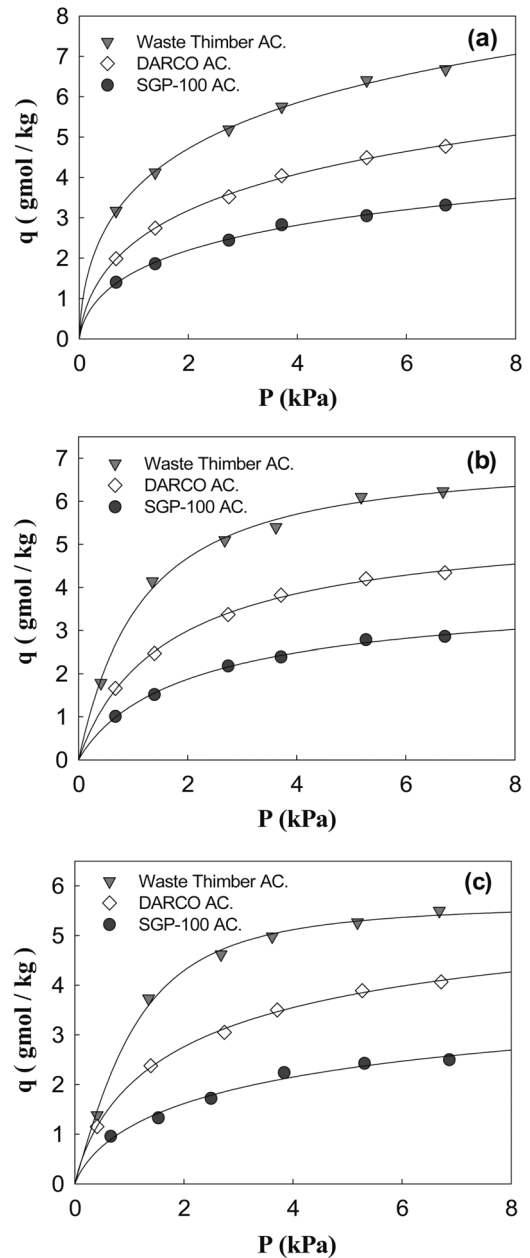 8
(a)
7
Waste Thimber AC.
DARCO AC.
6
SGP-100 AC.
5
4
3
2
1
0
q ( gmol / kg )
0 2 4 6 8
P (kPa)
(b)
7
Waste Thimber AC.
DARCO AC.
6
SGP-100 AC.
5
4
3
2
1
0
q ( gmol / kg )
0 2 4 6 8
P (kPa)
(c)
6
Waste Thimber AC.
DARCO AC.
5
SGP-100 AC.
4
3
2
1
0
q ( gmol / kg )
0 2 4 6 8
P (kPa)